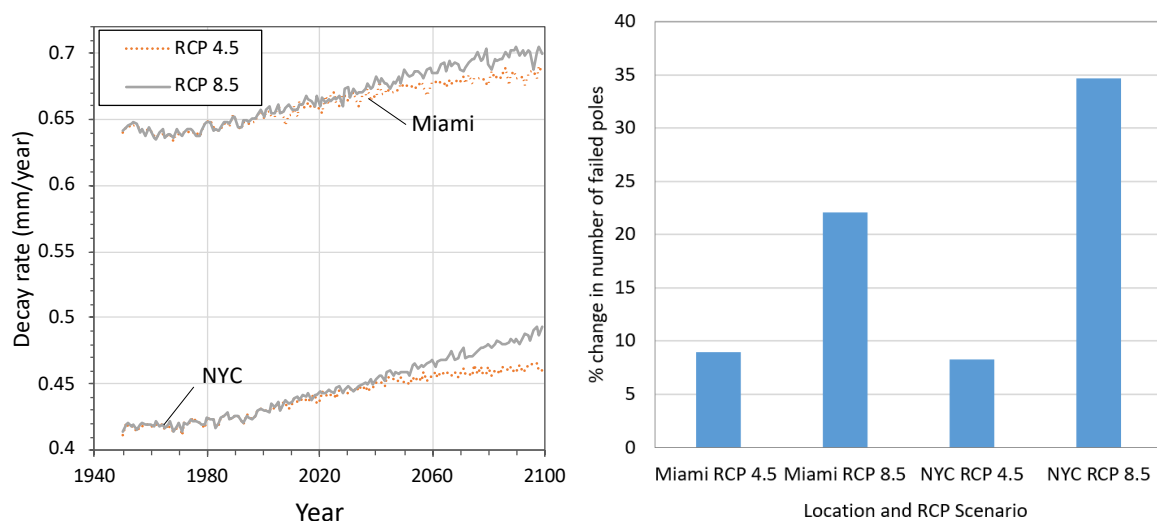 RCP 4.5
RCP 8.5
Miami
NYC
Decay rate (mm/year)
0.7
0.65
0.6
0.55
0.5
0.45
0.4
1940
1980
2020
2060
2100
Year
% change in number of failed poles
40
35
30
25
20
15
10
5
0
Miami RCP 4.5
Miami RCP 8.5
NYC RCP 4.5
NYC RCP 8.5
Location and RCP Scenario